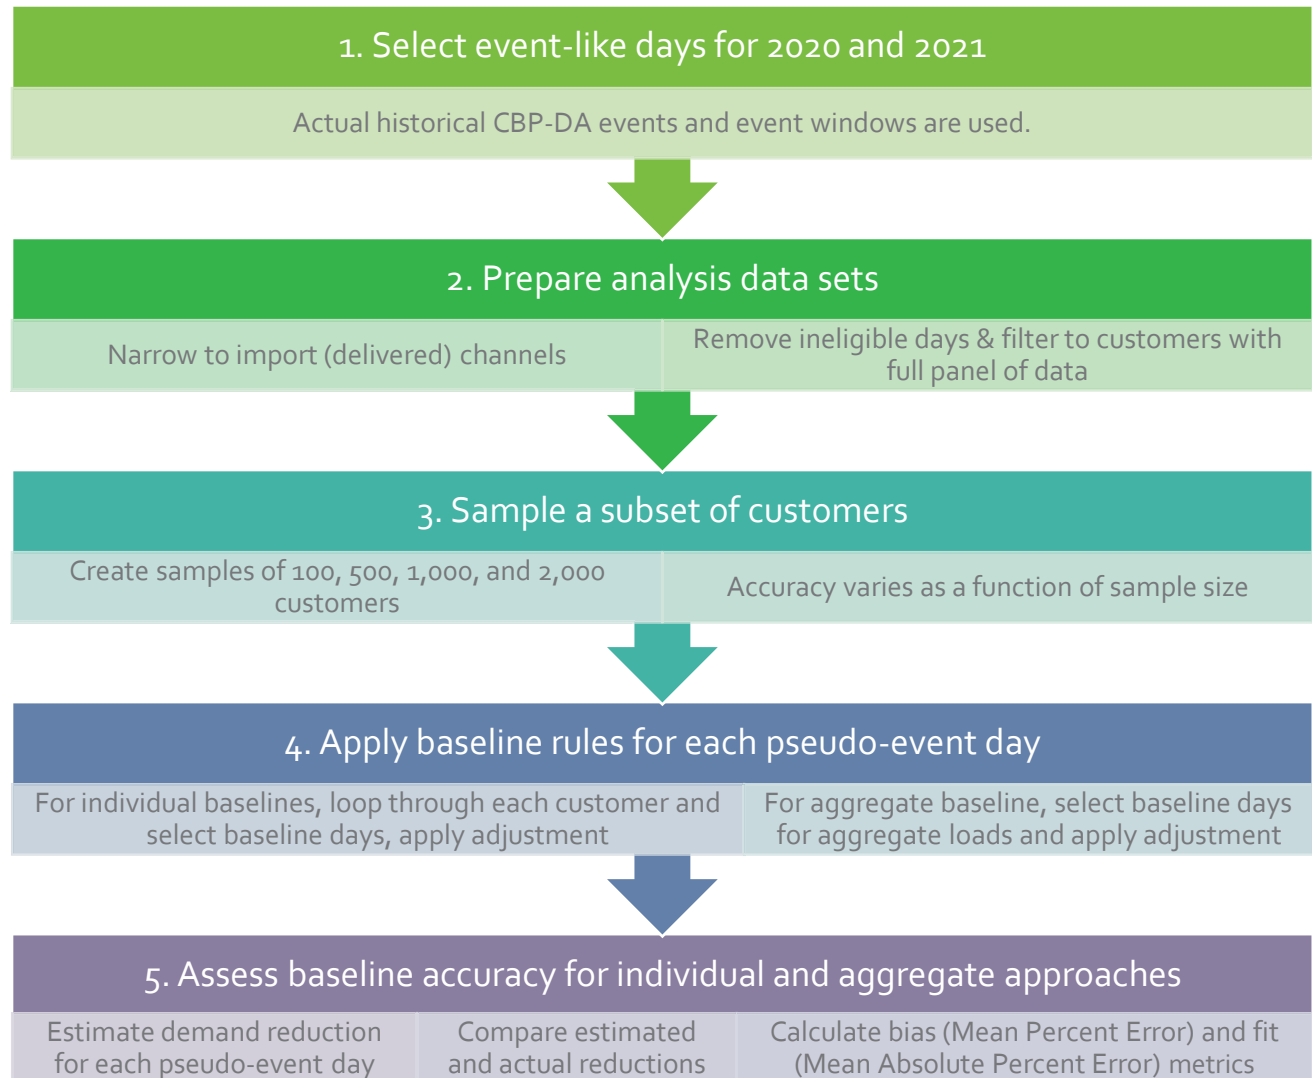 1. Select event-like days for 2020 and 2021
Actual historical CBP-DA events and event windows are used.
2. Prepare analysis data sets
Narrow to import (delivered) channels
Remove ineligible days & filter to customers with
full panel of data
3. Sample a subset of customers
Create samples of 100, 500, 1,000, and 2,000
customers
Accuracy varies as a function of sample size
4. Apply baseline rules for each pseudo-event day
For individual baselines, loop through each customer and
select baseline days, apply adjustment
For aggregate baseline, select baseline days
for aggregate loads and apply adjustment
5. Assess baseline accuracy for individual and aggregate approaches
Estimate demand reduction
for each pseudo-event day
Compare estimated
and actual reductions
Calculate bias (Mean Percent Error) and fit
(Mean Absolute Percent Error) metrics